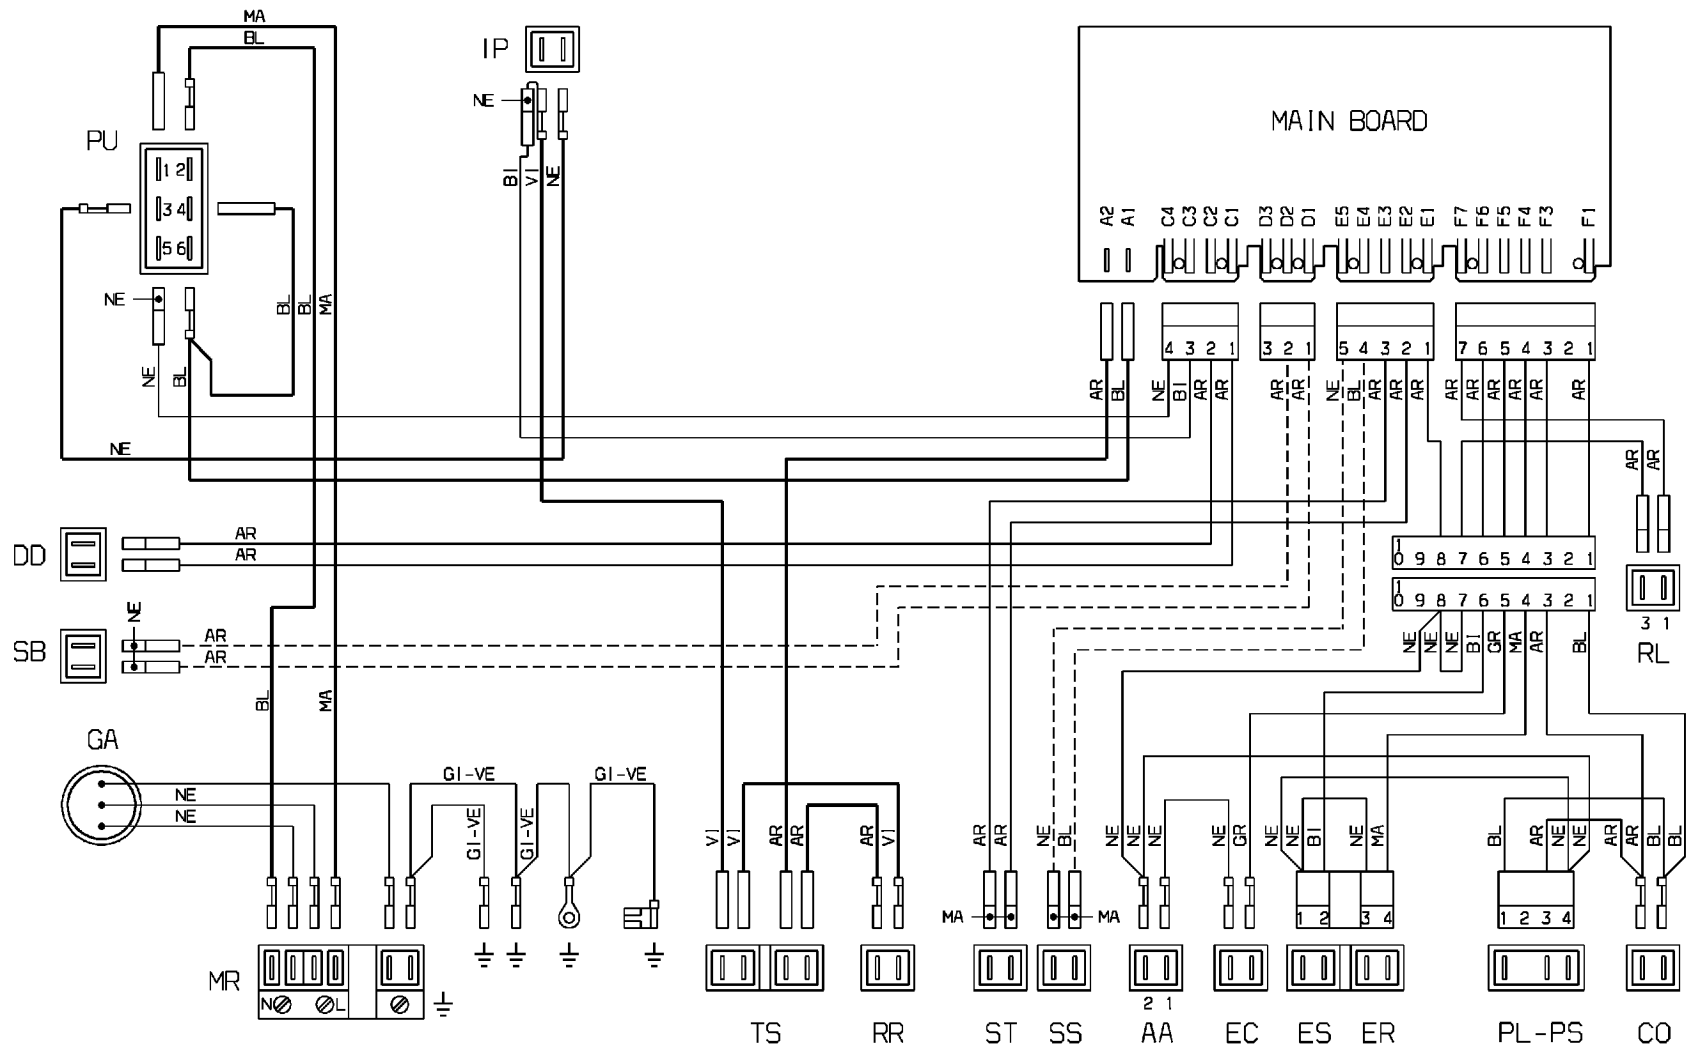 MA
BL
IP
NE
PU
1 2
3 4
5 6
NE
BL
BL
MA
BI
VI
NE
NE
BL
NE
MAIN BOARD
A2 A1 C4 C3 C2 C1 D3 D2 D1 E5 E4 E3 E2 E1 F7 F6 F5 F4 F3 F1
4 3 2 1 3 2 1 5 4 3 2 1 7 6 5 4 3 2 1
AR BL NE BI AR AR AR AR NE BL AR AR AR AR AR AR AR AR AR
AR AR
DD
AR
AR
10 9 8 7 6 5 4 3 2 1
10 9 8 7 6 5 4 3 2 1
3 1
RL
NE
SB
AR
AR
NE NE NE BI GR MA AR BL
BL
MA
GA
NE
NE
GI-VE
GI-VE
GI-VE
GI-VE
VI VI AR AR AR VI AR AR NE BL NE NE NE NE GR NE NE BI NE MA BL AR NE NE AR AR BL BL
MA
MA
1 2 3 4
1 2 3 4
MR
N L
2 1
TS RR ST SS AA EC ES ER PL-PS CO